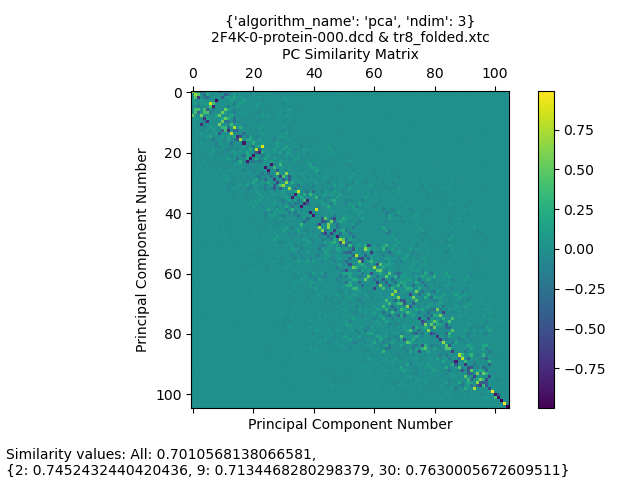 {'algorithm_name': 'pca', 'ndim': 3}
2F4K-0-protein-000.dcd & tr8_folded.xtc
PC Similarity Matrix
0 20 40 60 80 100
0
20
40
60
80
100
Principal Component Number
Principal Component Number
0.75
0.50
0.25
0.00
−0.25
−0.50
−0.75
Similarity values: All: 0.7010568138066581,
{2: 0.7452432440420436, 9: 0.7134468280298379, 30: 0.76300056726095​11}